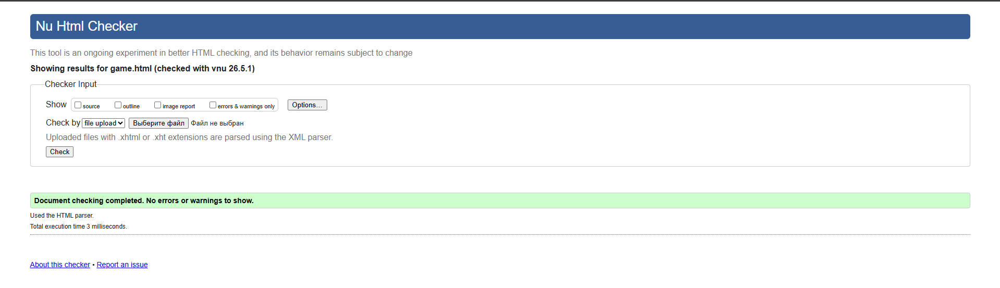 Nu Html Checker
This tool is an ongoing experiment in better HTML checking, and its behavior remains subject to change
Showing results for game.html (checked with vnu 26.5.1)
Checker Input
Show source outline image report errors & warnings only Options...
Check by file upload Выберите файл Файл не выбран
Uploaded files with .xhtml or .xht extensions are parsed using the XML parser.
Check
Document checking completed. No errors or warnings to show.
Used the HTML parser.
Total execution time 3 milliseconds.
About this checker • Report an issue